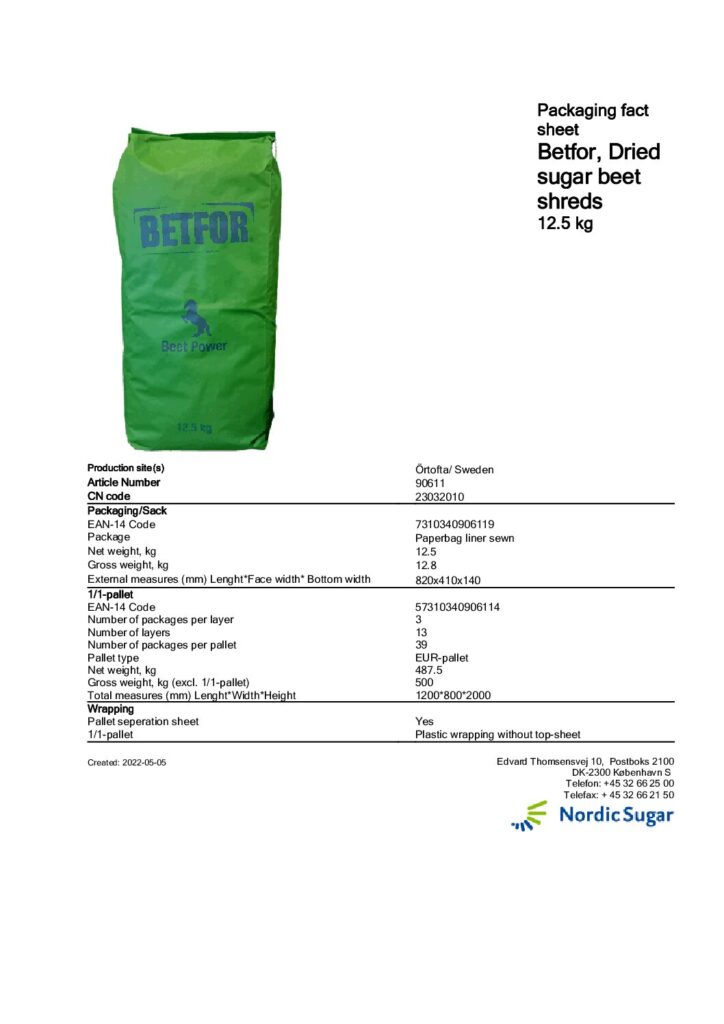 Packaging fact
sheet
Betfor, Dried
sugar beet
shreds
12.5 kg
BETFOR
Beet Power
12.5 kg
Production site(s) Örtofta/ Sweden
Article Number 90611
CN code 23032010
Packaging/Sack
EAN-14 Code 7310340906119
Package Paperbag liner sewn
Net weight, kg 12.5
Gross weight, kg 12.8
External measures (mm) Lenght*Face width* Bottom width 820x410x140
1/1-pallet
EAN-14 Code 57310340906114
Number of packages per layer 3
Number of layers 13
Number of packages per pallet 39
Pallet type EUR-pallet
Net weight, kg 487.5
Gross weight, kg (excl. 1/1-pallet) 500
Total measures (mm) Lenght*Width*Height 1200*800*2000
Wrapping
Pallet seperation sheet Yes
1/1-pallet Plastic wrapping without top-sheet
Created: 2022-05-05
Edvard Thomsensvej 10, Postboks 2100
DK-2300 København S
Telefon: +45 32 66 25 00
Telefax: + 45 32 66 21 50
Nordic Sugar